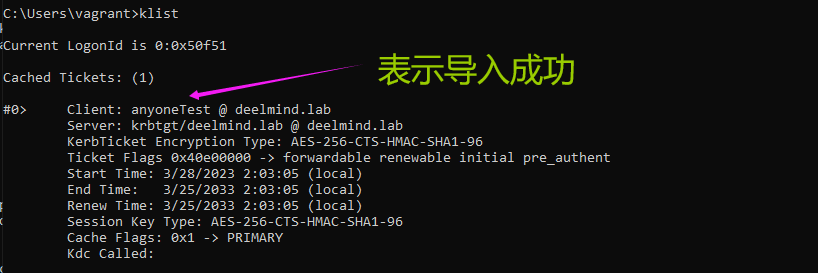 C:\Users\vagrant>klist
Current LogonId is 0:0x50f51
Cached Tickets: (1)
表示导入成功
#0> Client: anyoneTest @ deelmind.lab
Server: krbtgt/deelmind.lab @ deelmind.lab
KerbTicket Encryption Type: AES-256-CTS-HMAC-SHA1-96
Ticket Flags 0x40e00000 -> forwardable renewable initial pre_authent
Start Time: 3/28/2023 2:03:05 (local)
End Time: 3/25/2033 2:03:05 (local)
Renew Time: 3/25/2033 2:03:05 (local)
Session Key Type: AES-256-CTS-HMAC-SHA1-96
Cache Flags: 0x1 -> PRIMARY
Kdc Called: